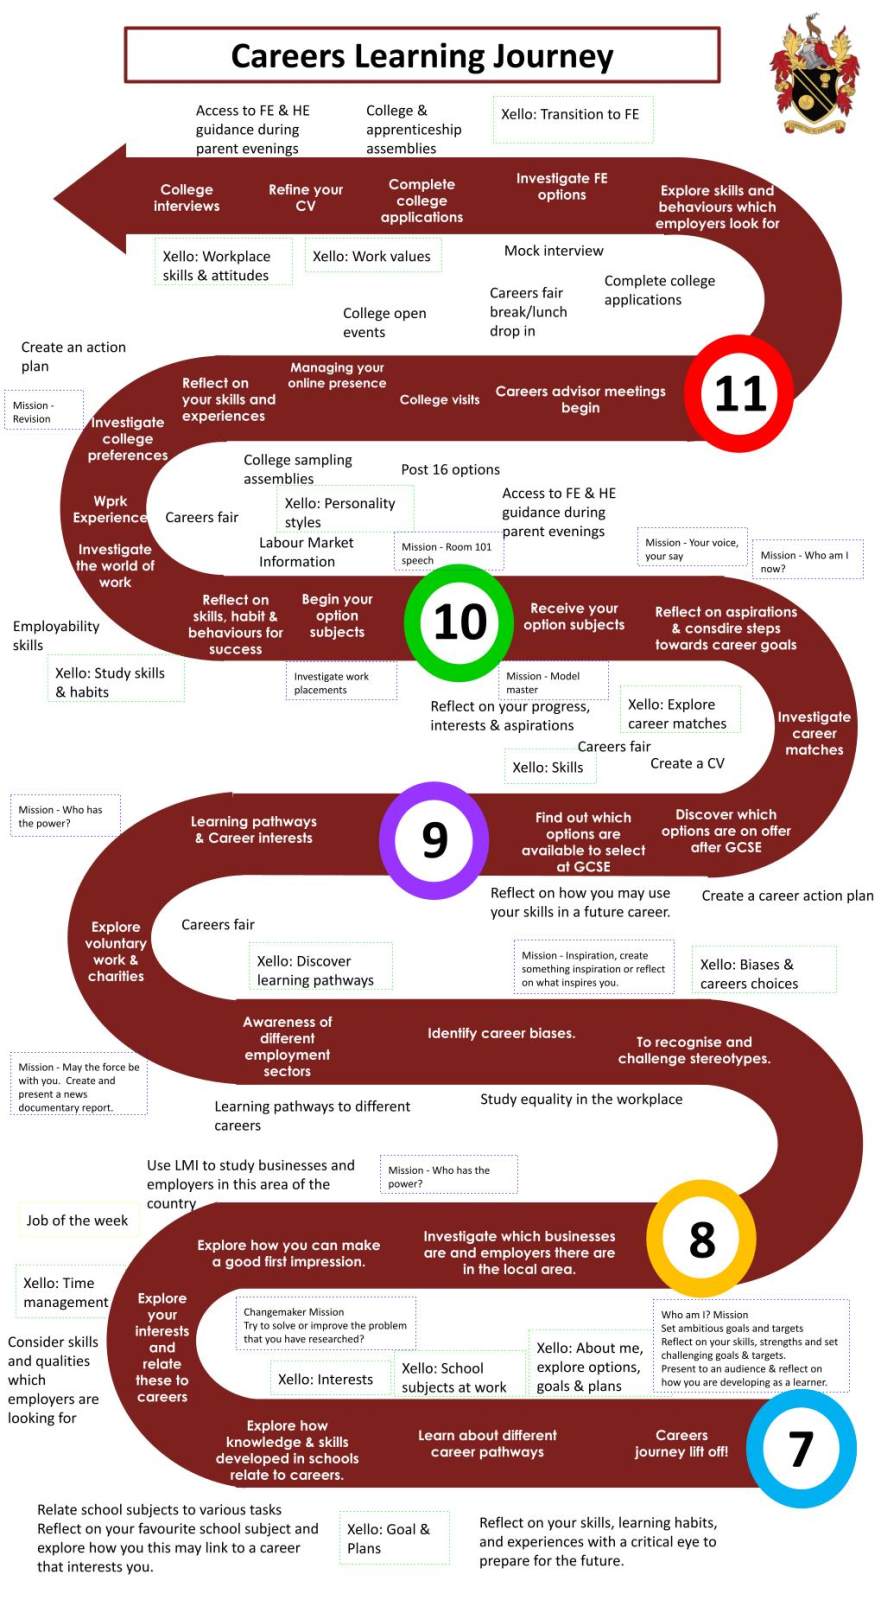 Careers Learning Journey
Access to FE & HE
guidance during
parent evenings
College &
apprenticeship
assemblies
Xello: Transition to FE
College
interviews
Refine your
CV
Complete
college
applications
Investigate FE
options
Explore skills and
behaviours which
employers look for
Xello: Workplace
skills & attitudes
Xello: Work values
Mock interview
Careers fair
break/lunch
drop in
Complete college
applications
College open
events
Create an action
plan
Mission -
Revision
11
Careers advisor meetings
begin
College visits
Managing your
online presence
Reflect on
your skills and
experiences
Investigate
college
preferences
Wprk
Experience
Investigate
the world of
work
College sampling
assemblies
Post 16 options
Careers fair
Xello: Personality
styles
Access to FE & HE
guidance during
parent evenings
Labour Market
Information
Mission - Room 101
speech
Mission - Your voice,
your say
Mission - Who am I
now?
Reflect on
skills, habit &
behaviours for
success
Begin your
option
subjects
10
Receive your
option subjects
Reflect on aspirations
& consdire steps
towards career goals
Employability
skills
Xello: Study skills
& habits
Investigate work
placements
Mission - Model
master
Reflect on your progress,
interests & aspirations
Xello: Explore
career matches
Investigate
career
matches
Careers fair
Xello: Skills
Create a CV
Mission - Who has
the power?
Learning pathways
& Career interests
9
Find out which
options are
available to select
at GCSE
Discover which
options are on offer
after GCSE
Reflect on how you may use
your skills in a future career.
Create a career action plan
Explore
voluntary
work &
charities
Careers fair
Xello: Discover
learning pathways
Mission - Inspiration, create
something inspiration or reflect
on what inspires you.
Xello: Biases &
careers choices
Awareness of
different
employment
sectors
Identify career biases.
To recognise and
challenge stereotypes.
Mission - May the force be
with you. Create and
present a news
documentary report.
Learning pathways to different
careers
Study equality in the workplace
Use LMI to study businesses and
employers in this area of the
country
Mission - Who has the
power?
Job of the week
Explore how you can make
a good first impression.
Investigate which businesses
are and employers there are
in the local area.
8
Xello: Time
management
Explore
your
interests
and
relate
these to
careers
Changemaker Mission
Try to solve or improve the problem
that you have researched?
Who am I? Mission
Set ambitious goals and targets
Reflect on your skills, strengths and set
challenging goals & targets.
Present to an audience & reflect on
how you are developing as a learner.
Consider skills
and qualities
which
employers are
looking for
Xello: Interests
Xello: School
subjects at work
Xello: About me,
explore options,
goals & plans
Explore how
knowledge & skills
developed in schools
relate to careers.
Learn about different
career pathways
Careers
journey lift off!
7
Relate school subjects to various tasks
Reflect on your favourite school subject and
explore how you this may link to a career
that interests you.
Xello: Goal &
Plans
Reflect on your skills, learning habits,
and experiences with a critical eye to
prepare for the future.